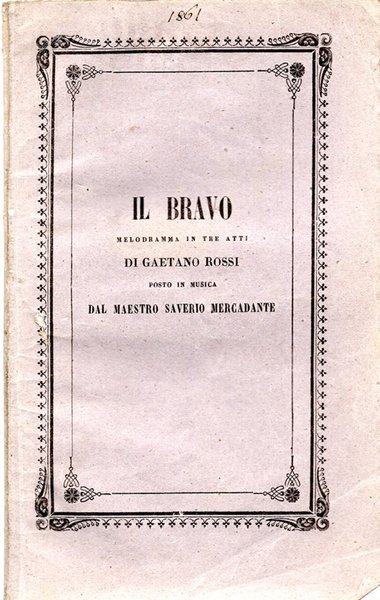 1861
IL BRAVO
MELODRAMMA IN TRE ATTI
DI GAETANO ROSSI
POSTO IN MUSICA
DAL MAESTRO SAVERIO MERCADANTE